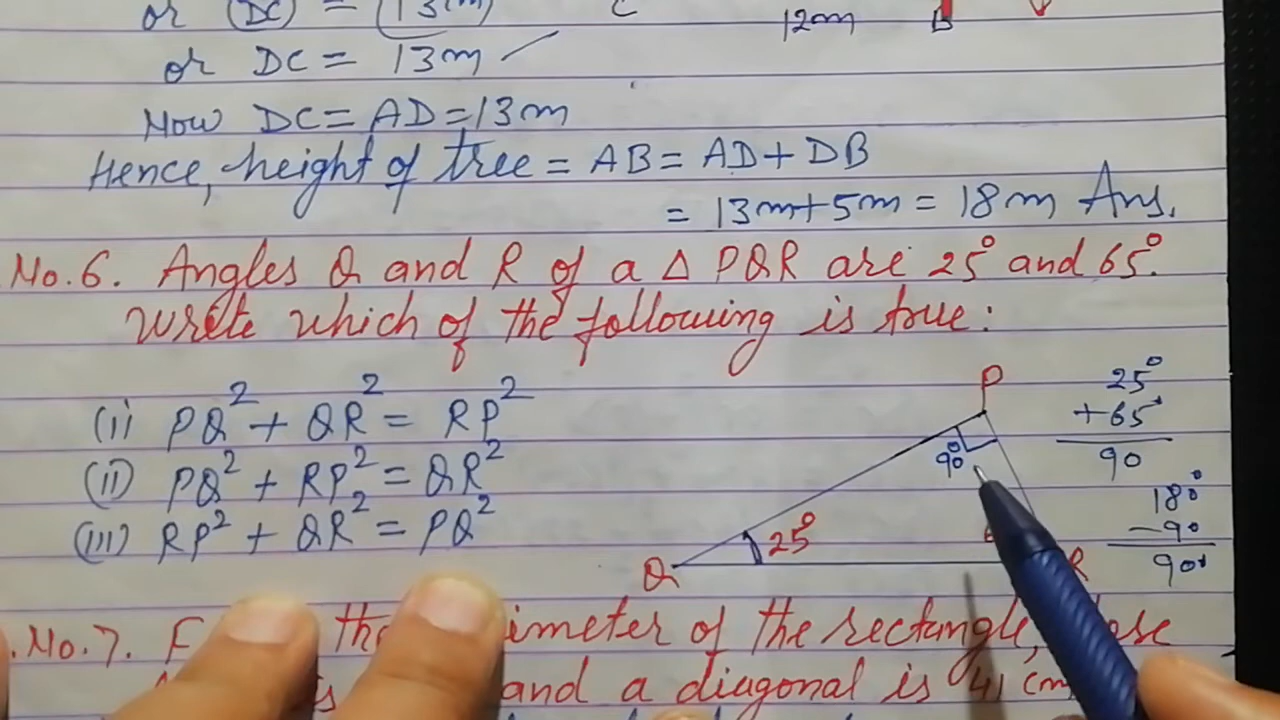 or (DC) = (13m)
C 12m B
or DC = 13m
Now DC = AD = 13m
Hence, height of tree = AB = AD + DB
= 13m + 5m = 18m Ans.
No. 6. Angles Q and R of a Δ PQR are 25° and 65°.
Write which of the following is true:
(i) PQ² + QR² = RP²
(ii) PQ² + RP² = QR²
(iii) RP² + QR² = PQ²
P
90°
25°
Q
R
25°
+65°
90
180°
-90
90°
.No. 7. the of the rectangle,
and a diagonal is 41 cm